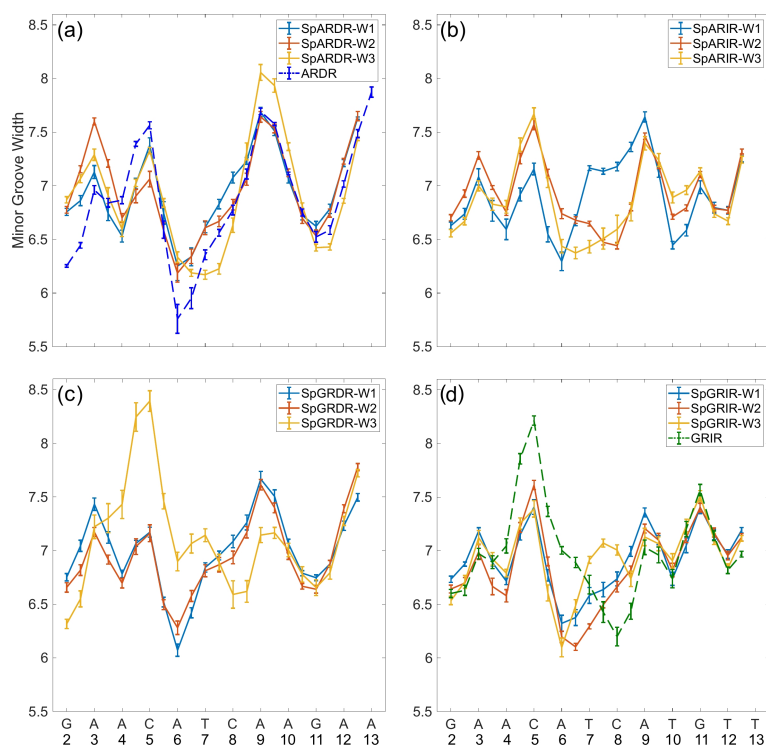 (a)
SpARDR-W1
SpARDR-W2
SpARDR-W3
ARDR
8.5
8
7.5
7
6.5
6
5.5
Minor Groove Width
(b)
SpARIR-W1
SpARIR-W2
SpARIR-W3
8.5
8
7.5
7
6.5
6
5.5
(c)
SpGRDR-W1
SpGRDR-W2
SpGRDR-W3
8.5
8
7.5
7
6.5
6
5.5
G A A C A T C A A G A A
2 3 4 5 6 7 8 9 10 11 12 13
(d)
SpGRIR-W1
SpGRIR-W2
SpGRIR-W3
GRIR
8.5
8
7.5
7
6.5
6
5.5
G A A C A T C A T G T T
2 3 4 5 6 7 8 9 10 11 12 13